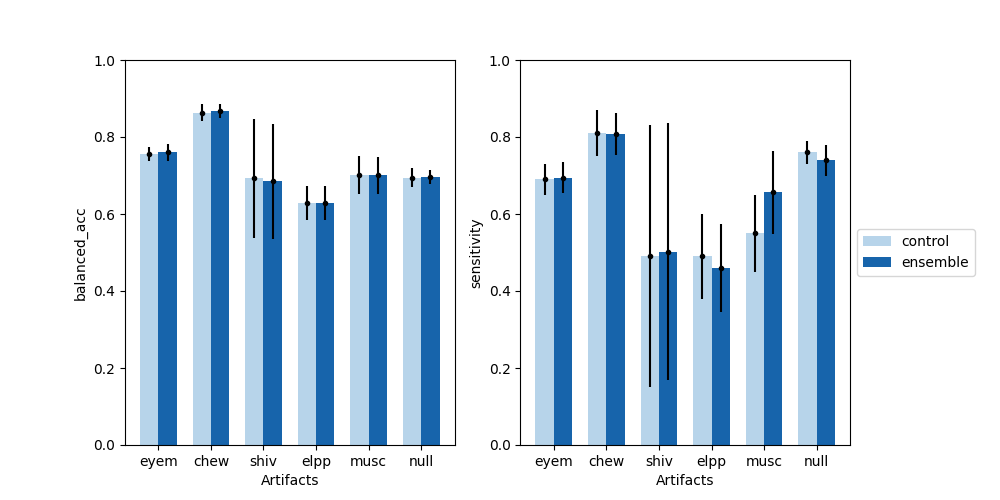 1.0
0.8
0.6
0.4
0.2
0.0
balanced_acc
eyem chew shiv elpp musc null
Artifacts
1.0
0.8
0.6
0.4
0.2
0.0
sensitivity
eyem chew shiv elpp musc null
Artifacts
control
ensemble